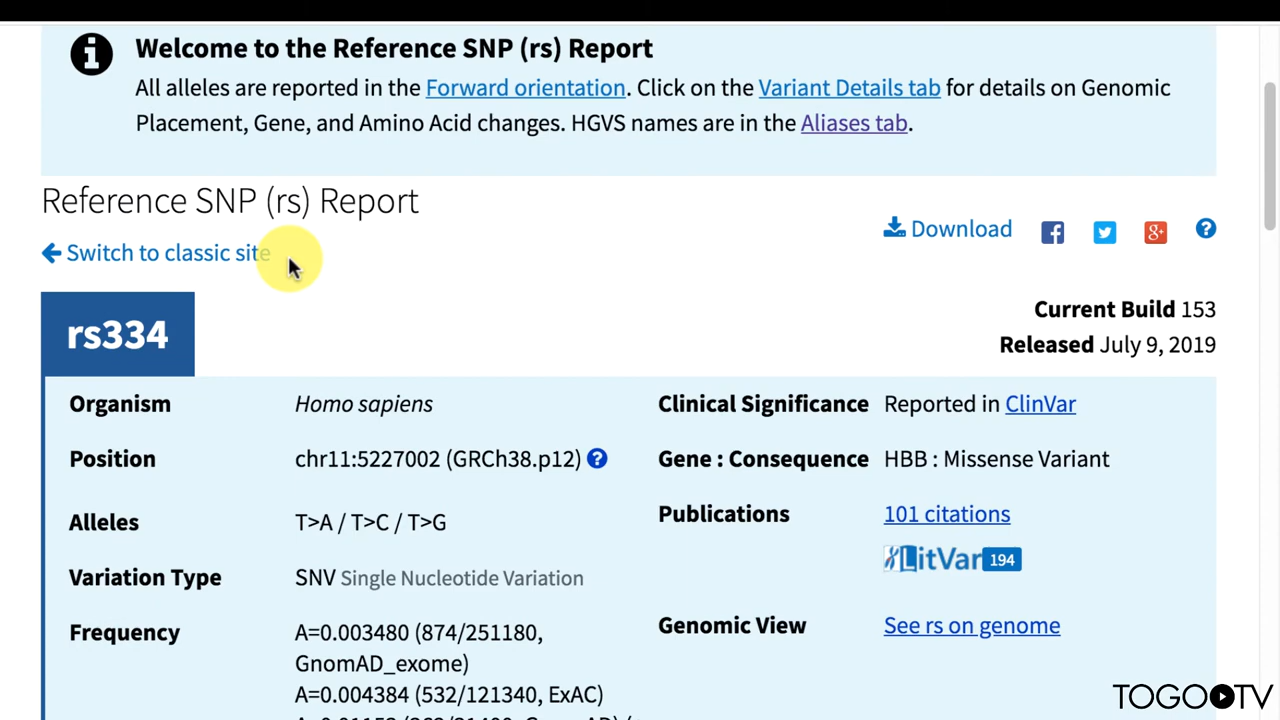 Welcome to the Reference SNP (rs) Report
All alleles are reported in the Forward orientation. Click on the Variant Details tab for details on Genomic
Placement, Gene, and Amino Acid changes. HGVS names are in the Aliases tab.
Reference SNP (rs) Report
Switch to classic site
Download
rs334
Current Build 153
Released July 9, 2019
Organism Homo sapiens
Position chr11:5227002 (GRCh38.p12)
Alleles T>A / T>C / T>G
Variation Type SNV Single Nucleotide Variation
Frequency A=0.003480 (874/251180,
GnomAD_exome)
A=0.004384 (532/121340, ExAC)
Clinical Significance Reported in ClinVar
Gene : Consequence HBB : Missense Variant
Publications 101 citations
LitVar 194
Genomic View See rs on genome
TOGO TV